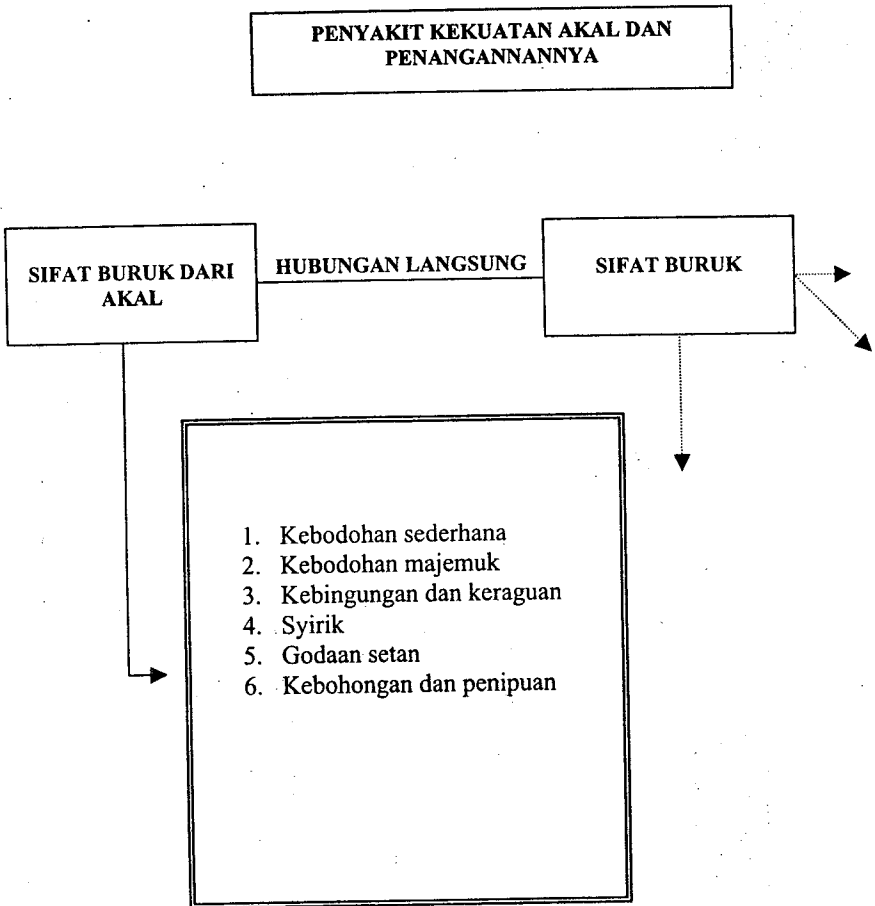 PENYAKIT KEKUATAN AKAL DAN
PENANGANNANNYA
SIFAT BURUK DARI
AKAL
HUBUNGAN LANGSUNG
SIFAT BURUK
1. Kebodohan sederhana
2. Kebodohan majemuk
3. Kebingungan dan keraguan
4. Syirik
5. Godaan setan
6. Kebohongan dan penipuan